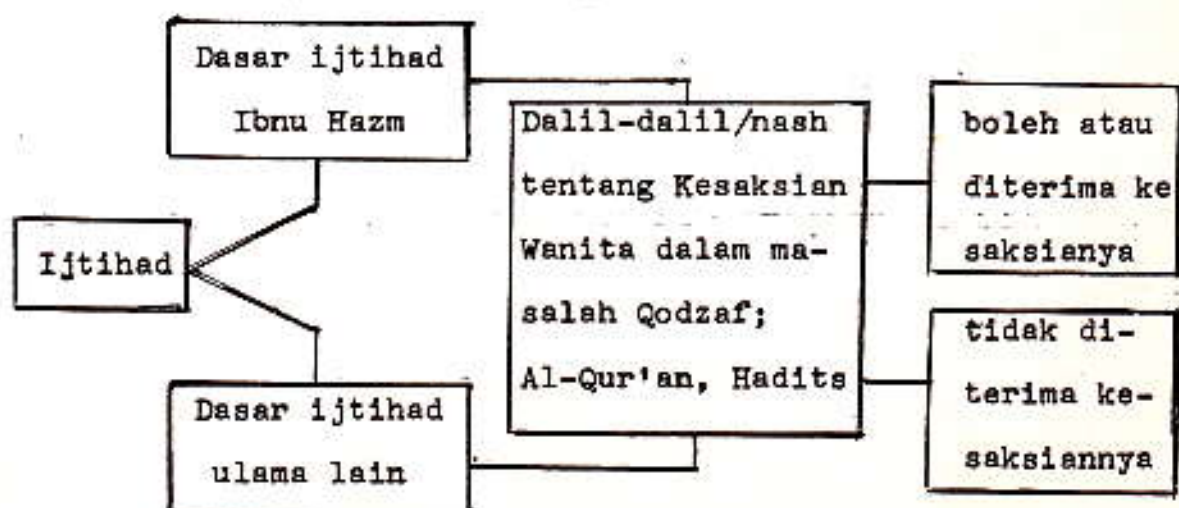 Dasar ijtihad
Ibnu Hazm
Ijtihad
Dasar ijtihad
ulama lain
Dalil-dalil/nash
tentang Kesaksian
Wanita dalam ma-
salah Qodzaf;
Al-Qur'an, Hadits
boleh atau
diterima ke
saksianya
tidak di-
terima ke-
saksiannya